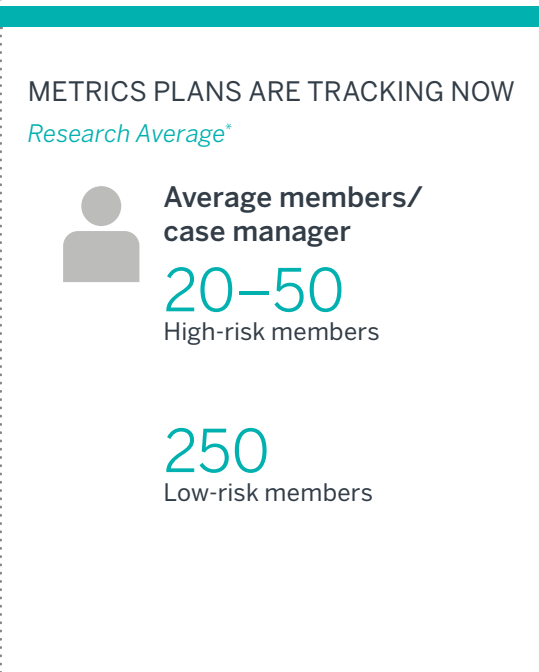 METRICS PLANS ARE TRACKING NOW
Research Average*
Average members/
case manager
20–50
High-risk members
250
Low-risk members